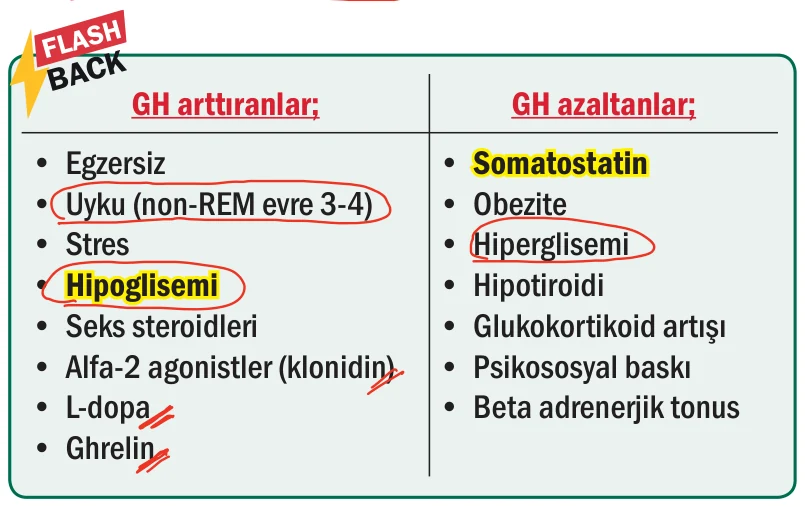 FLASH
BACK
GH arttıranlar;
• Egzersiz
• Uyku (non-REM evre 3-4)
• Stres
• Hipoglisemi
• Seks steroidleri
• Alfa-2 agonistler (klonidin)
• L-dopa
• Ghrelin
GH azaltanlar;
• Somatostatin
• Obezite
• Hiperglisemi
• Hipotiroidi
• Glukokortikoid artışı
• Psikososyal baskı
• Beta adrenerjik tonus